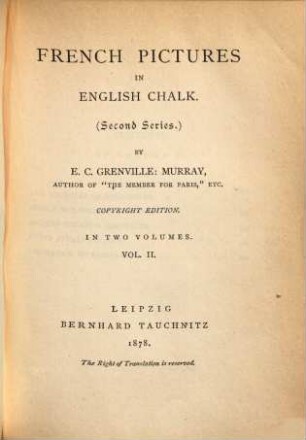 FRENCH PICTURES
IN
ENGLISH CHALK.
(Second Series.)
BY
E. C. GRENVILLE: MURRAY,
AUTHOR OF "THE MEMBER FOR PARIS," ETC.
COPYRIGHT EDITION.
IN TWO VOLUMES.
VOL. II.
LEIPZIG
BERNHARD TAUCHNITZ
1878.
The Right of Translation is reserved.